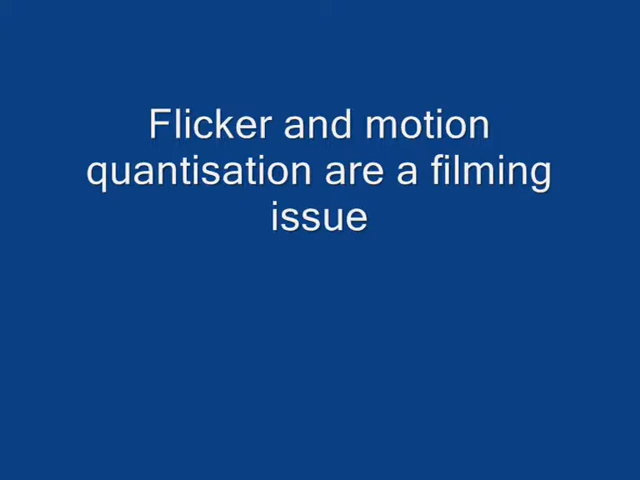 Flicker and motion
quantisation are a filming
issue